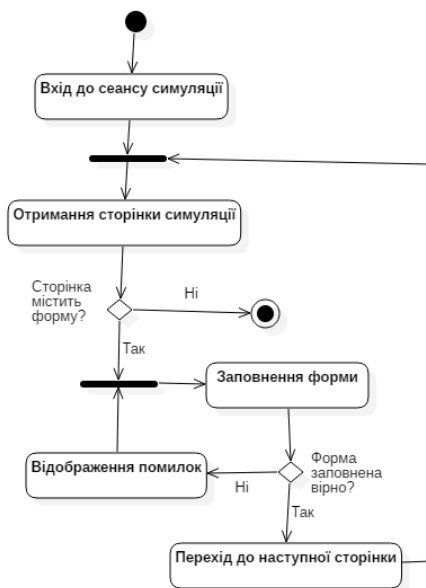 Вхід до сеансу симуляції
Отримання сторінки симуляції
Сторінка
містить
форму?
Ні
Так
Заповнення форми
Відображення помилок
Ні
Форма
заповнена
вірно?
Так
Перехід до наступної сторінки